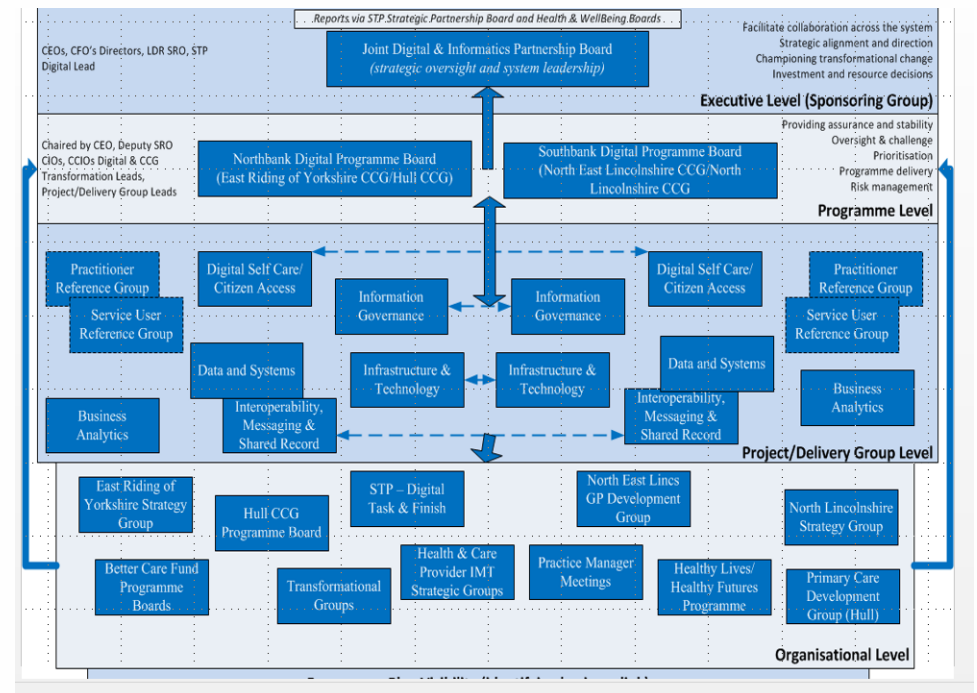 Reports via STP Strategic Partnership Board and Health & WellBeing Boards
CEOs, CFO's Directors, LDR SRO, STP
Digital Lead
Joint Digital & Informatics Partnership Board
(strategic oversight and system leadership)
Facilitate collaboration across the system
Strategic alignment and direction
Championing transformational change
Investment and resource decisions
Executive Level (Sponsoring Group)
Chaired by CEO, Deputy SRO
CIOs, CCIOs Digital & CCG
Transformation Leads,
Project/Delivery Group Leads
Northbank Digital Programme Board
(East Riding of Yorkshire CCG/Hull CCG)
Southbank Digital Programme Board
(North East Lincolnshire CCG/North
Lincolnshire CCG
Providing assurance and stability
Oversight & challenge
Prioritisation
Programme delivery
Risk management
Programme Level
Practitioner
Reference Group
Service User
Reference Group
Digital Self Care/
Citizen Access
Information
Governance
Information
Governance
Digital Self Care/
Citizen Access
Practitioner
Reference Group
Service User
Reference Group
Data and Systems
Infrastructure &
Technology
Infrastructure &
Technology
Data and Systems
Business
Analytics
Interoperability,
Messaging &
Shared Record
Interoperability,
Messaging &
Shared Record
Business
Analytics
Project/Delivery Group Level
East Riding of
Yorkshire Strategy
Group
Hull CCG
Programme Board
STP – Digital
Task & Finish
North East Lincs
GP Development
Group
North Lincolnshire
Strategy Group
Better Care Fund
Programme
Boards
Transformational
Groups
Health & Care
Provider IMT
Strategic Groups
Practice Manager
Meetings
Healthy Lives/
Healthy Futures
Programme
Primary Care
Development
Group (Hull)
Organisational Level